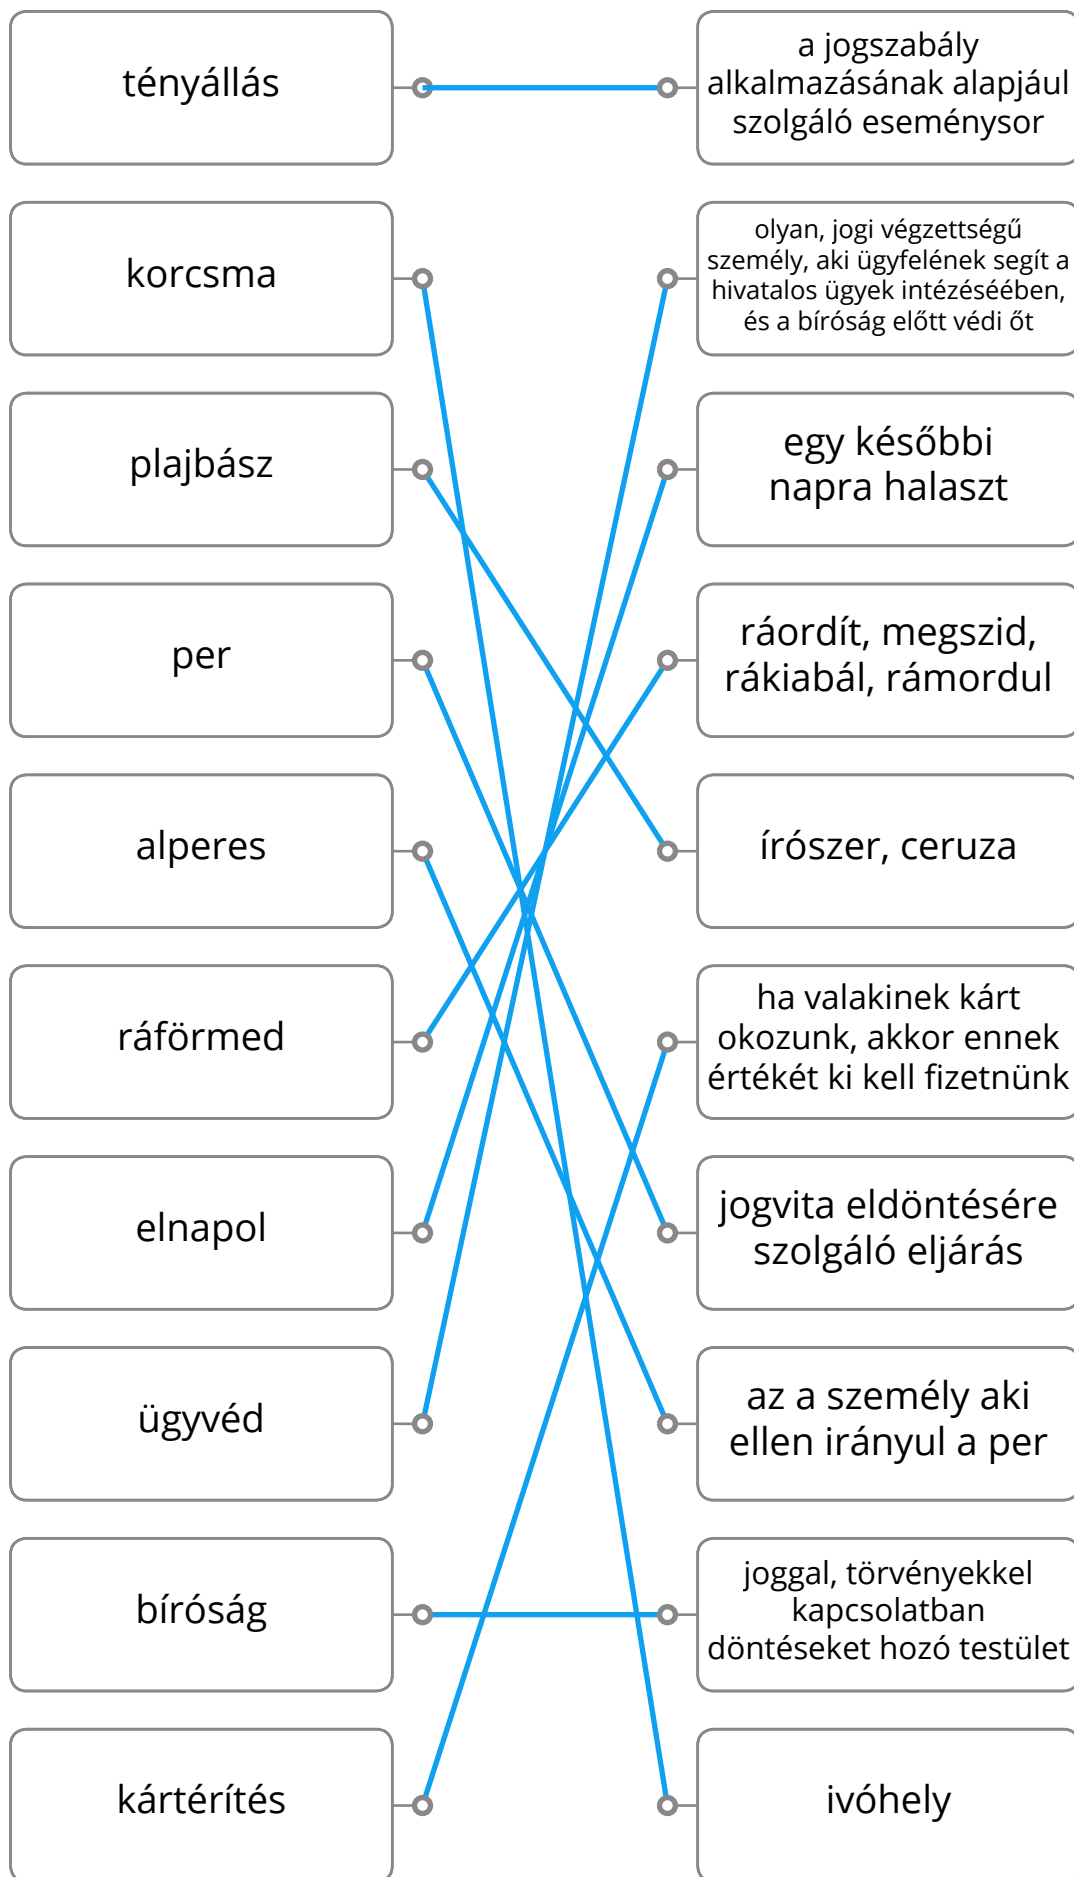 tényállás
a jogszabály
alkalmazásának alapjául
szolgáló eseménysor
korcsma
olyan, jogi végzettségű
személy, aki ügyfelének segít a
hivatalos ügyek intézéséében,
és a bíróság előtt védi őt
plajbász
egy későbbi
napra halaszt
per
ráordít, megszid,
rákiabál, rámordul
alperes
írószer, ceruza
ráförmed
ha valakinek kárt
okozunk, akkor ennek
értékét ki kell fizetnünk
elnapol
jogvita eldöntésére
szolgáló eljárás
ügyvéd
az a személy aki
ellen irányul a per
bíróság
joggal, törvényekkel
kapcsolatban
döntéseket hozó testület
kártérítés
ivóhely